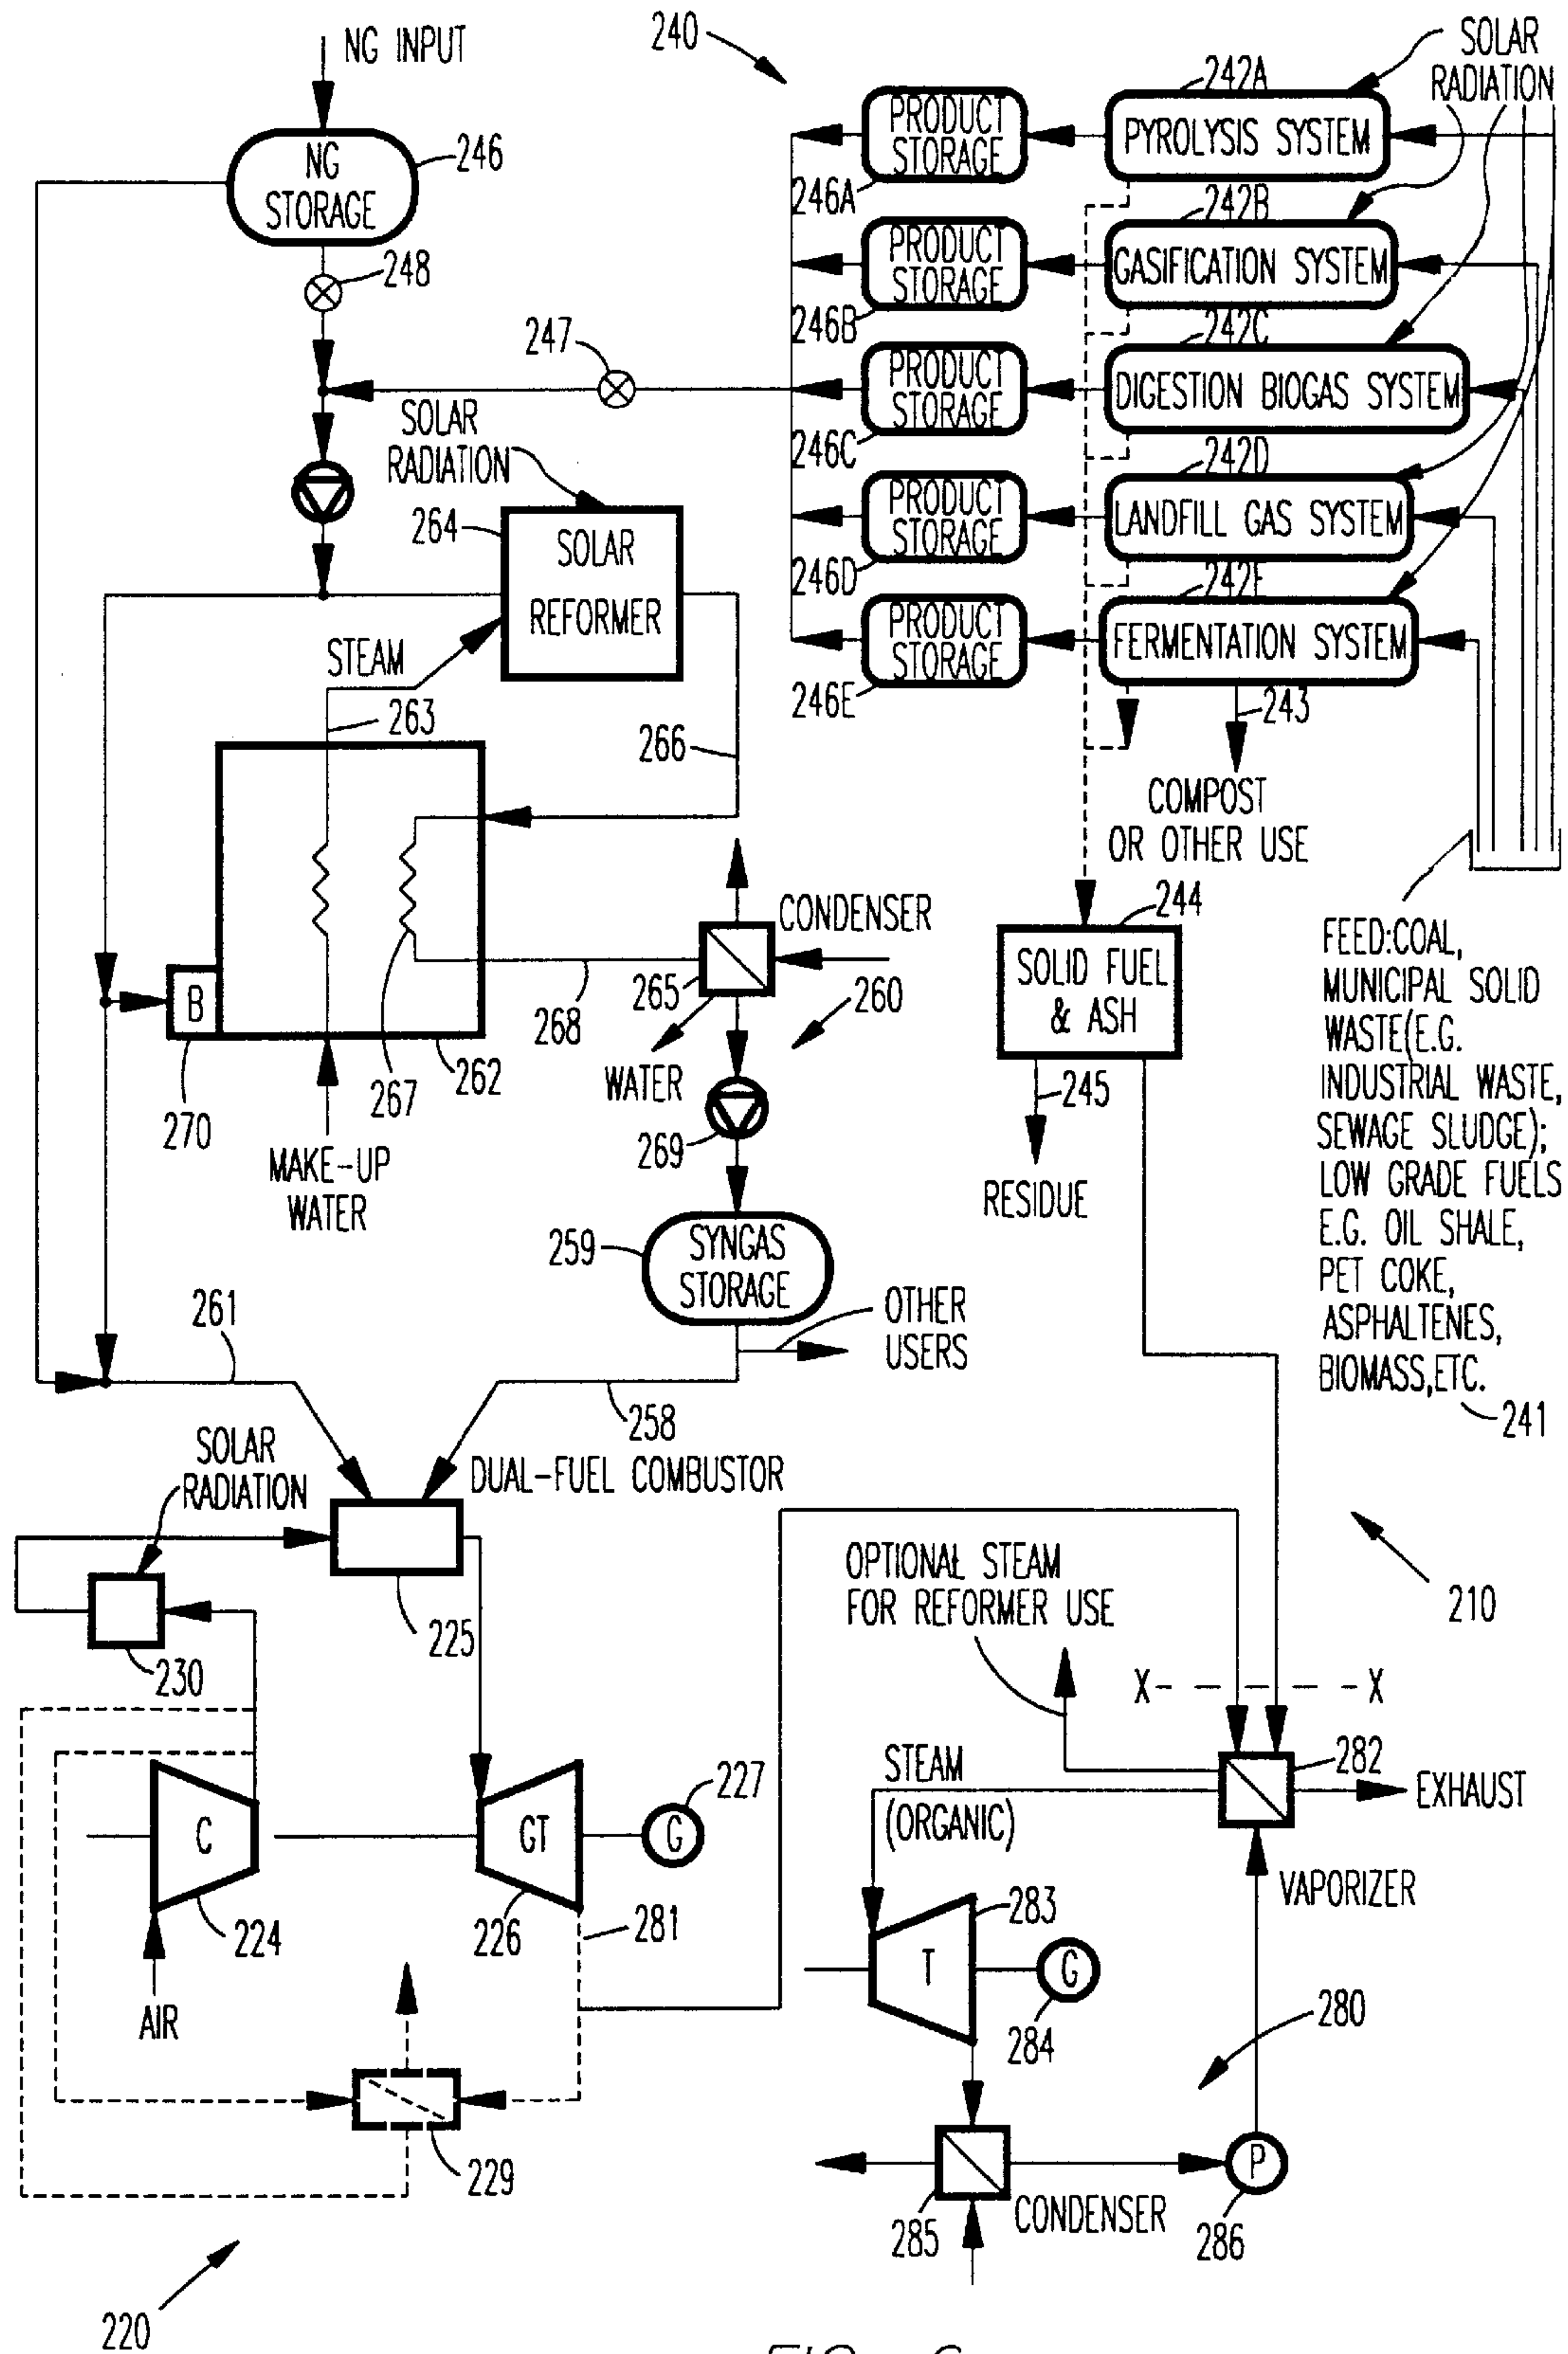 NG INPUT
NG
STORAGE
246
248
247
240
SOLAR
RADIATION
PRODUCT
STORAGE
246A
242A
PYROLYSIS SYSTEM
PRODUCT
STORAGE
246B
242B
GASIFICATION SYSTEM
PRODUCT
STORAGE
246C
242C
DIGESTION BIOGAS SYSTEM
PRODUCT
STORAGE
246D
242D
LANDFILL GAS SYSTEM
PRODUCT
STORAGE
246E
242E
FERMENTATION SYSTEM
243
COMPOST
OR OTHER USE
SOLAR
RADIATION
264
SOLAR
REFORMER
STEAM
263
266
CONDENSER
265
260
268
WATER
B
270
267
262
MAKE-UP
WATER
269
259
SYNGAS
STORAGE
OTHER
USERS
244
SOLID FUEL
& ASH
245
RESIDUE
FEED:COAL,
MUNICIPAL SOLID
WASTE(E.G.
INDUSTRIAL WASTE,
SEWAGE SLUDGE);
LOW GRADE FUELS
E.G. OIL SHALE,
PET COKE,
ASPHALTENES,
BIOMASS,ETC.
241
261
258
SOLAR
RADIATION
DUAL-FUEL COMBUSTOR
225
230
OPTIONAL STEAM
FOR REFORMER USE
210
X
X
282
EXHAUST
VAPORIZER
STEAM
(ORGANIC)
C
224
AIR
GT
226
G
227
281
229
T
283
G
284
280
285
CONDENSER
P
286
220